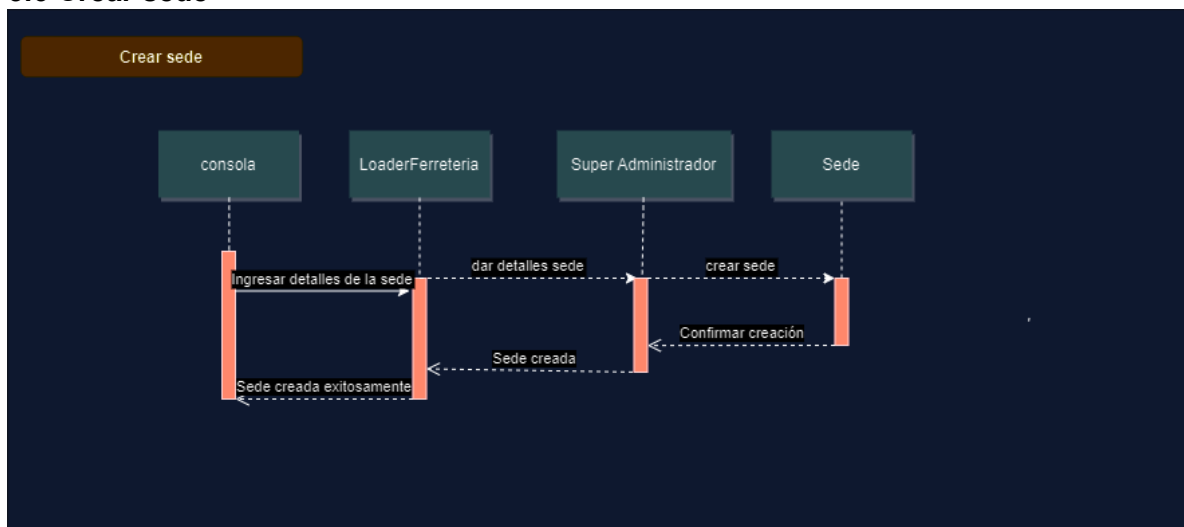 Crear sede
consola
LoaderFerreteria
Super Administrador
Sede
Ingresar detalles de la sede
dar detalles sede
crear sede
Confirmar creación
Sede creada
Sede creada exitosamente